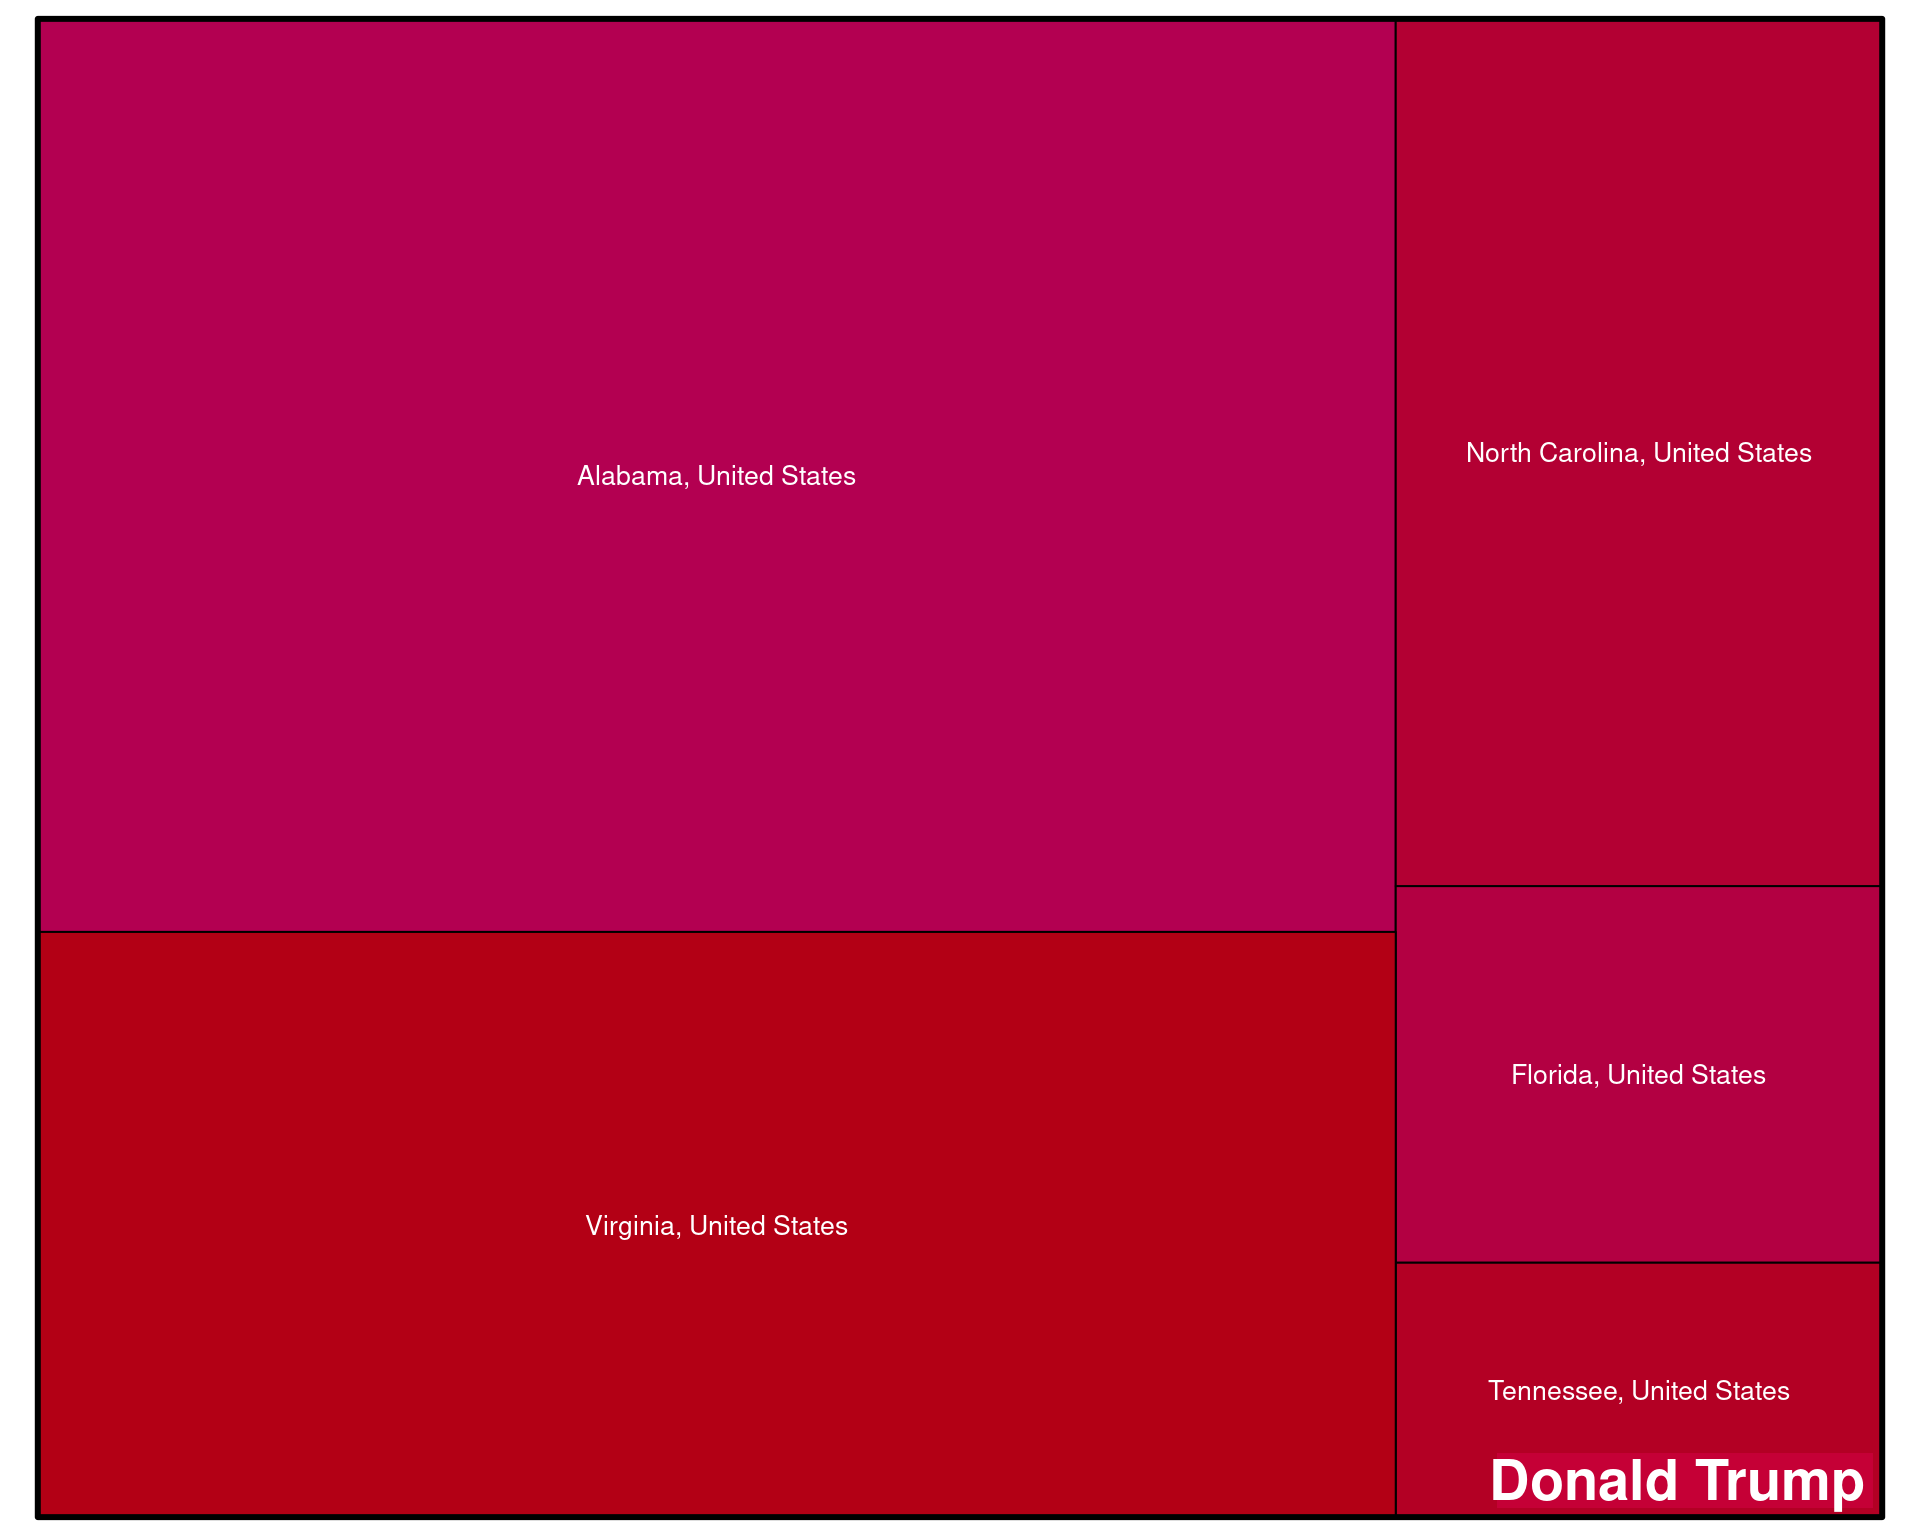 Alabama, United States
North Carolina, United States
Florida, United States
Virginia, United States
Tennessee, United States
Donald Trump